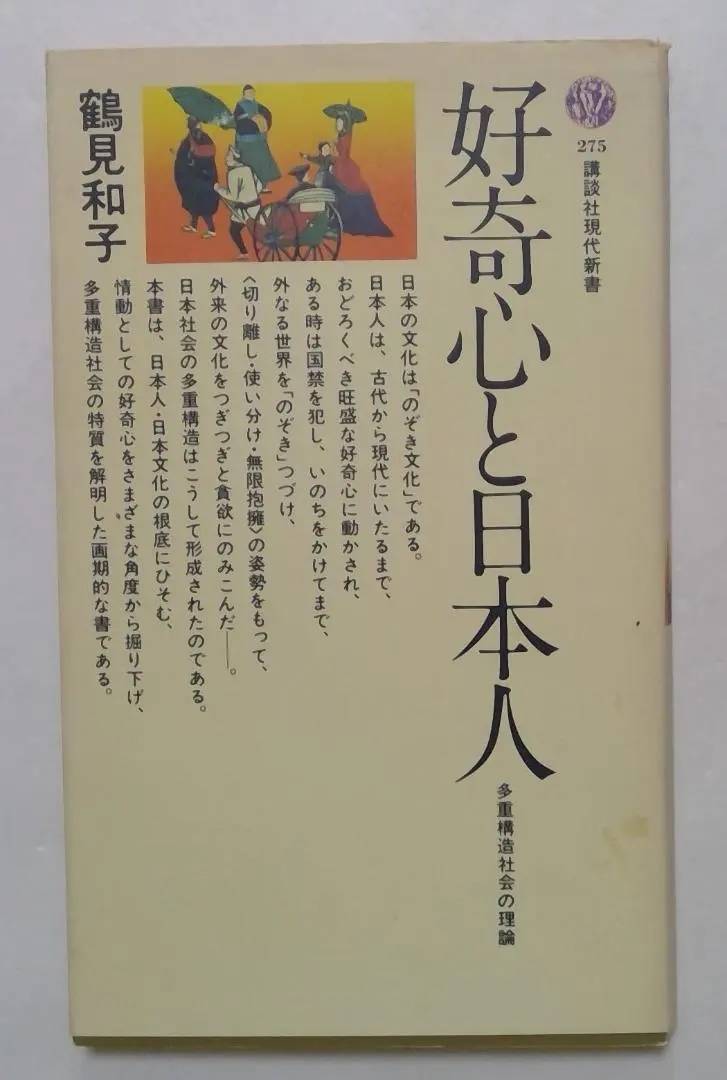 275
講談社現代新書
好奇心と日本人
多重構造社会の理論
鶴見和子
日本の文化は「のぞき文化」である。
日本人は、古代から現代にいたるまで、
おどろくべき旺盛な好奇心に動かされ、
ある時は国禁を犯し、いのちをかけてまで、
外なる世界を「のぞき」つづけ、
〈切り離し・使い分け・無限抱擁〉の姿勢をもって、
外来の文化をつぎつぎと貪欲にのみこんだ——。
日本社会の多重構造はこうして形成されたのである。
本書は、日本人・日本文化の根底にひそむ、
情動としての好奇心をさまざまな角度から掘り下げ、
多重構造社会の特質を解明した画期的な書である。